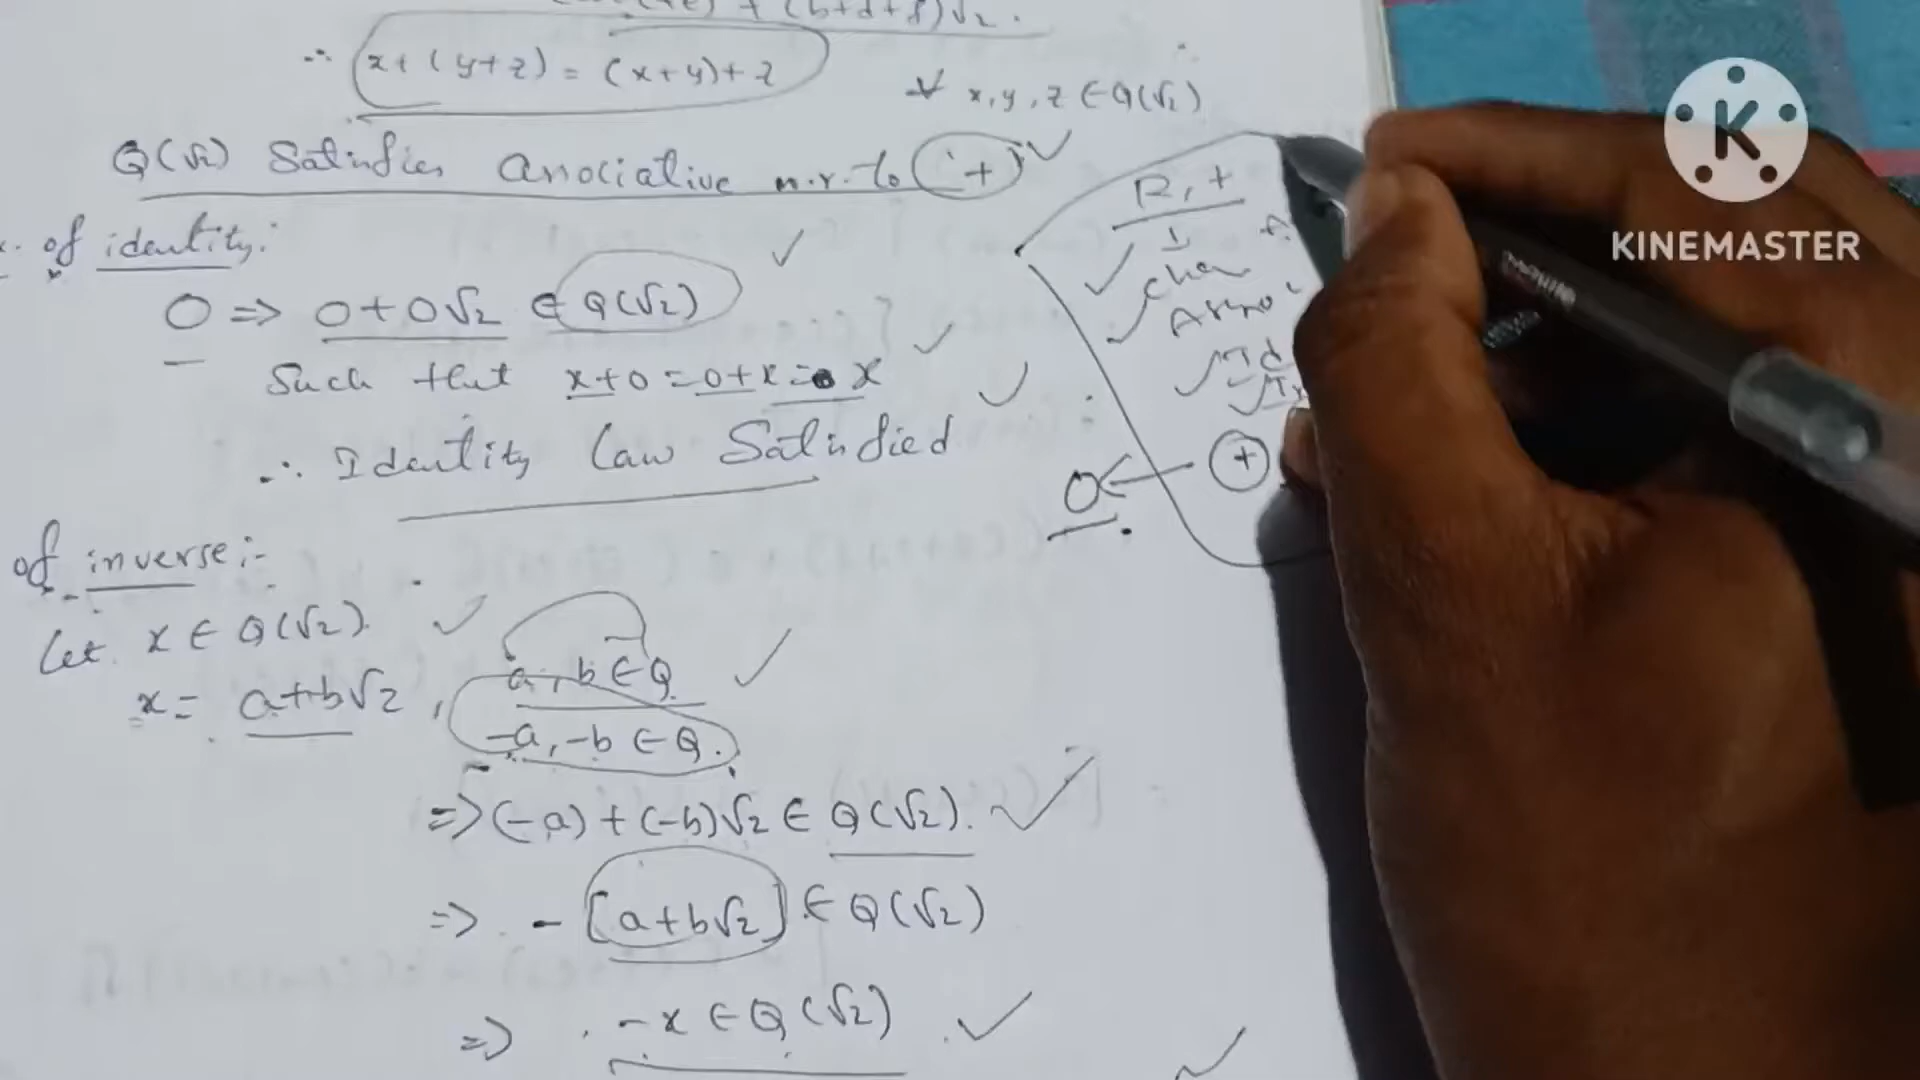 + (b+d+f)√2.
∴ x+(y+z) = (x+y)+z ∀ x,y,z ∈ Q(√2)
Q(√2) Satisfies Associative w.r.to '+'
of identity:
0 => 0+0√2 ∈ Q(√2)
Such that x+0=0+x= x
∴ Identity Law Satisfied
of inverse:-
Let x ∈ Q(√2).
x= a+b√2, a, b ∈ Q
-a, -b ∈ Q.
=> (-a)+(-b)√2 ∈ Q(√2).
=> -[a+b√2] ∈ Q(√2)
=> -x ∈ Q(√2)
R, +
+
0
K
KINEMASTER